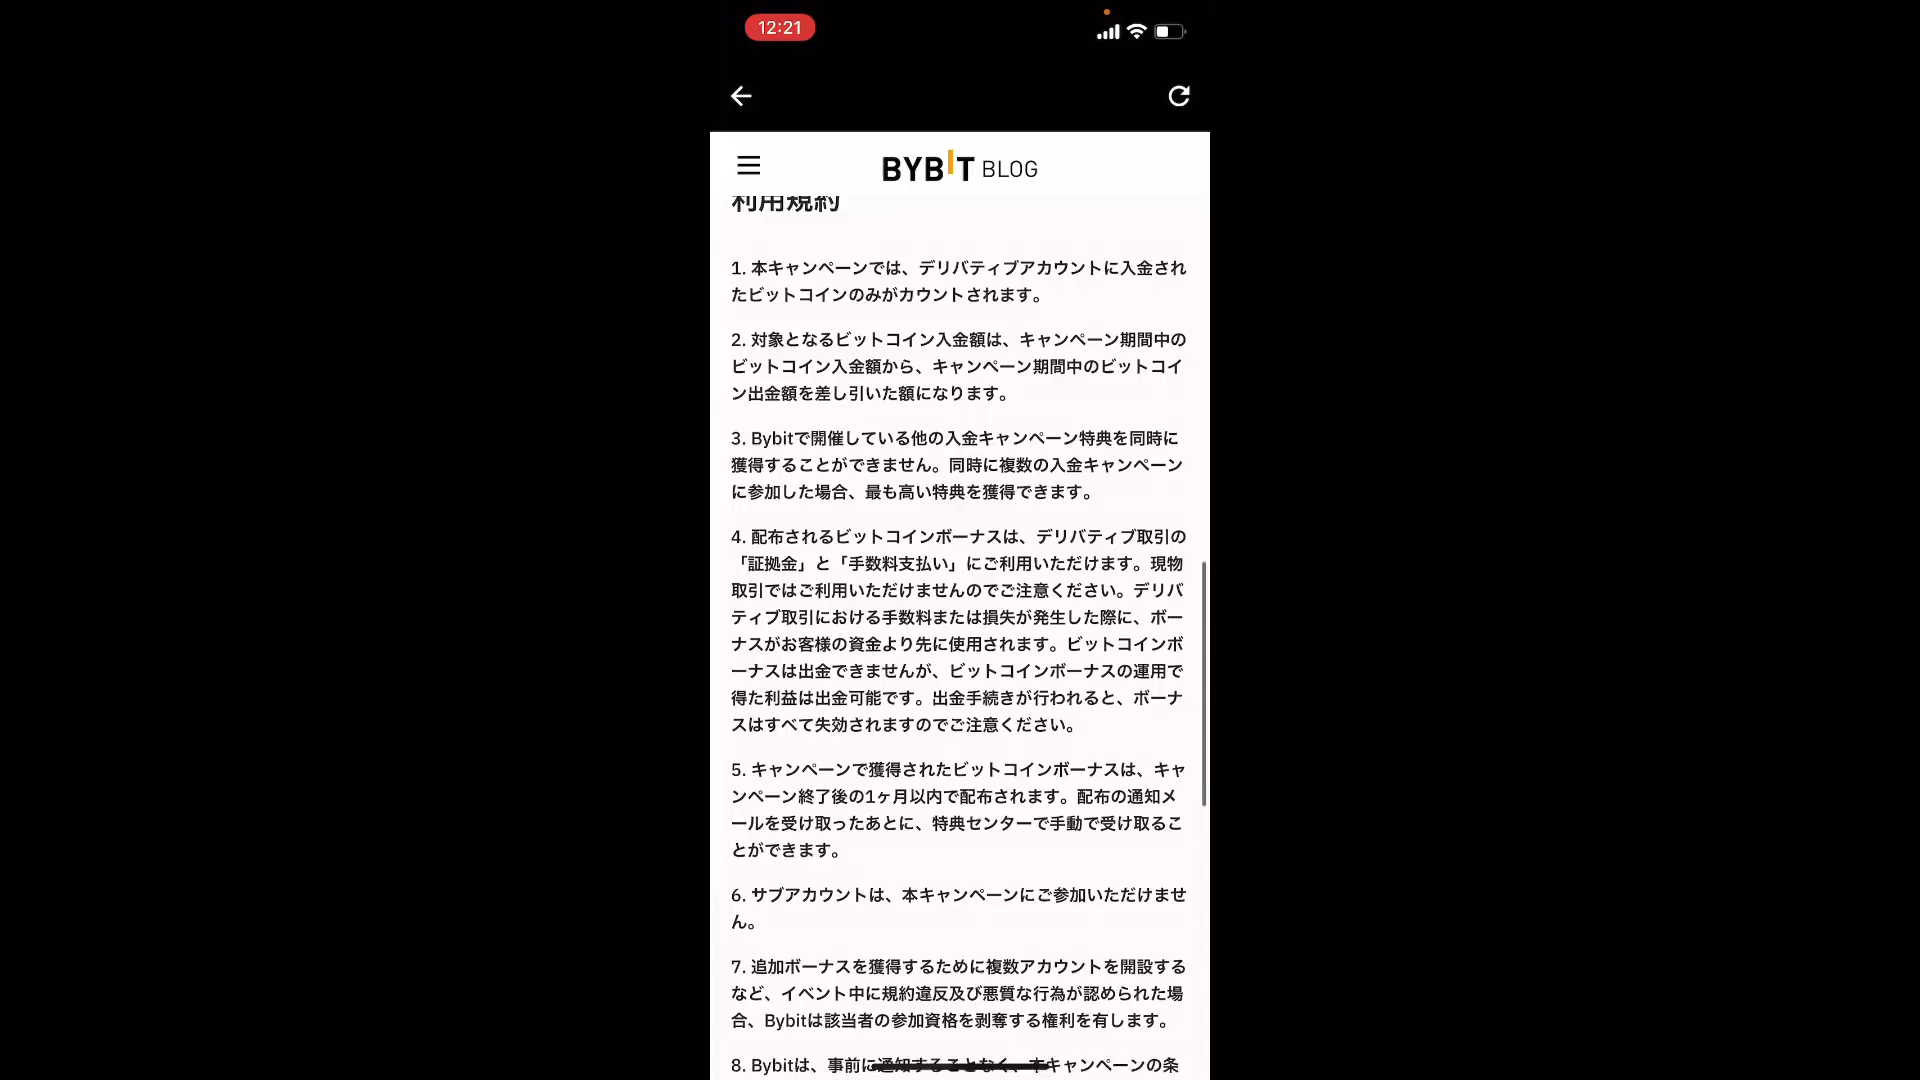 12:21
BYBIT BLOG
利用規約
1. 本キャンペーンでは、デリバティブアカウントに入金され
たビットコインのみがカウントされます。
2. 対象となるビットコイン入金額は、キャンペーン期間中の
ビットコイン入金額から、キャンペーン期間中のビットコイ
ン出金額を差し引いた額になります。
3. Bybitで開催している他の入金キャンペーン特典を同時に
獲得することができません。同時に複数の入金キャンペーン
に参加した場合、最も高い特典を獲得できます。
4. 配布されるビットコインボーナスは、デリバティブ取引の
「証拠金」と「手数料支払い」にご利用いただけます。現物
取引ではご利用いただけませんのでご注意ください。デリバ
ティブ取引における手数料または損失が発生した際に、ボー
ナスがお客様の資金より先に使用されます。ビットコインボ
ーナスは出金できませんが、ビットコインボーナスの運用で
得た利益は出金可能です。出金手続きが行われると、ボーナ
スはすべて失効されますのでご注意ください。
5. キャンペーンで獲得されたビットコインボーナスは、キャ
ンペーン終了後の1ヶ月以内で配布されます。配布の通知メ
ールを受け取ったあとに、特典センターで手動で受け取るこ
とができます。
6. サブアカウントは、本キャンペーンにご参加いただけませ
ん。
7. 追加ボーナスを獲得するために複数アカウントを開設する
など、イベント中に規約違反及び悪質な行為が認められた場
合、Bybitは該当者の参加資格を剥奪する権利を有します。
8. Bybitは、事前に通知することなく、本キャンペーンの条